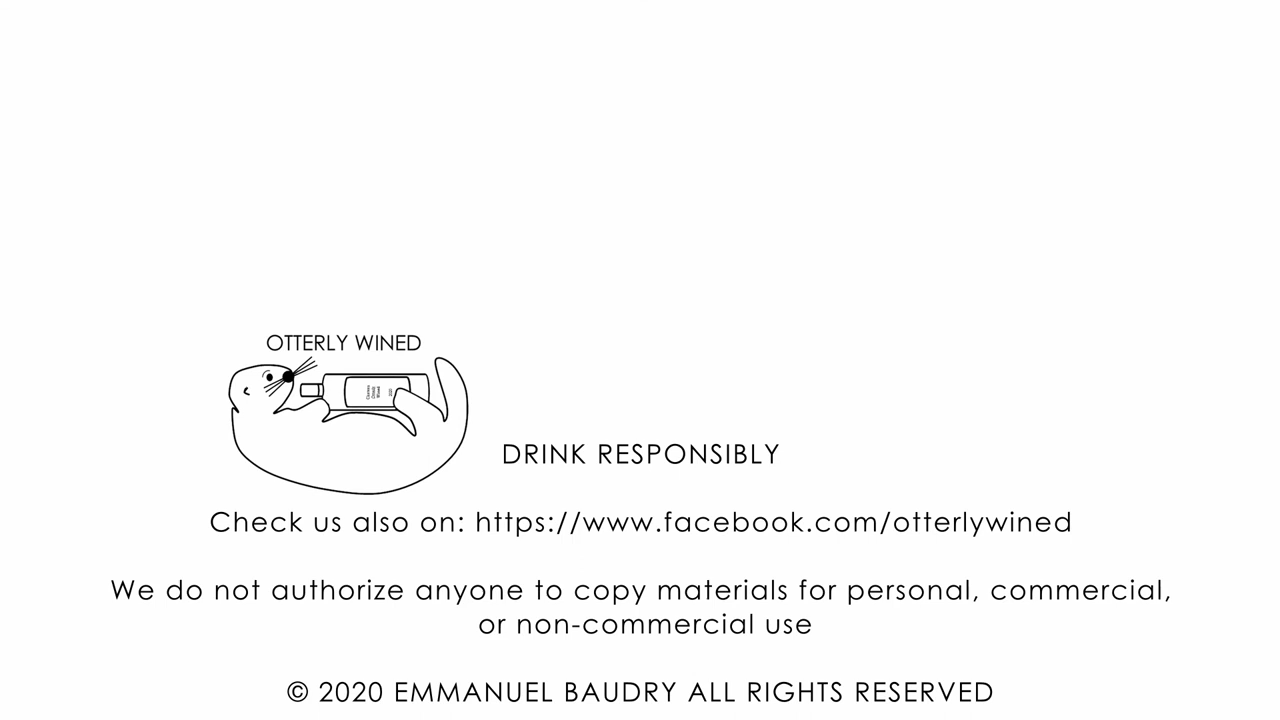 OTTERLY WINED
DRINK RESPONSIBLY
Check us also on: https://www.facebook.com/otterlywined
We do not authorize anyone to copy materials for personal, commercial,
or non-commercial use
© 2020 EMMANUEL BAUDRY ALL RIGHTS RESERVED